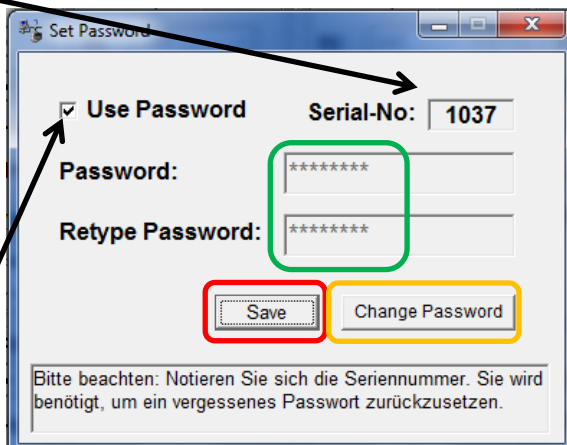 Set Password
Use Password Serial-No: 1037
Password: ********
Retype Password: ********
Save Change Password
Bitte beachten: Notieren Sie sich die Seriennummer. Sie wird
benötigt, um ein vergessenes Passwort zurückzusetzen.